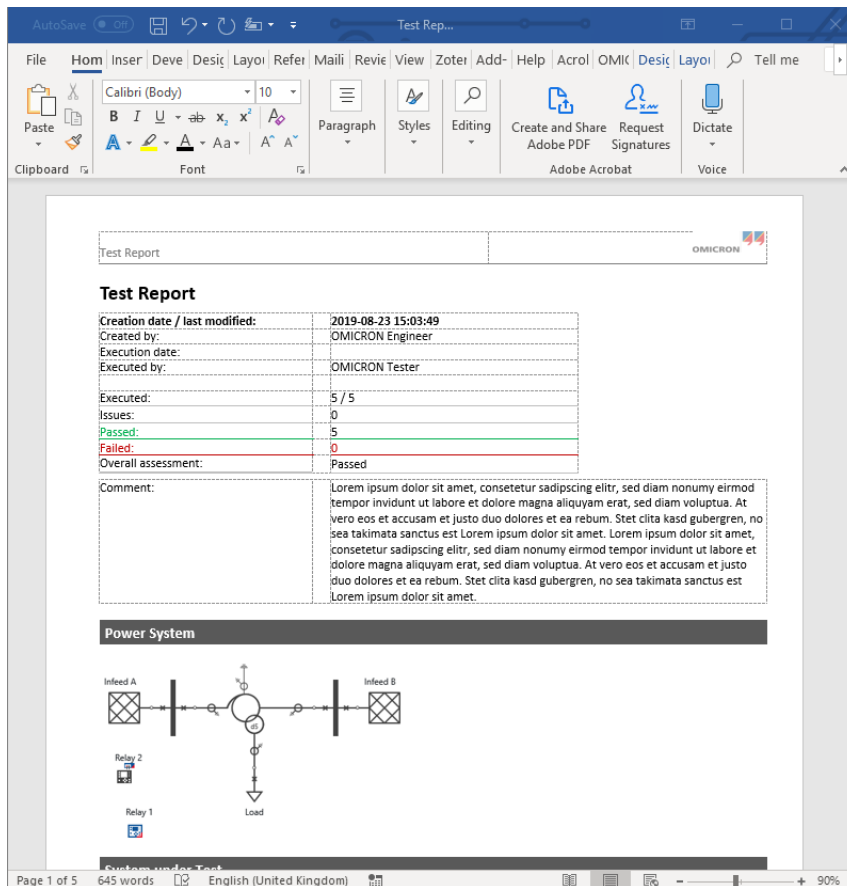 AutoSave Off Test Rep...
File Hom Inser Deve Desig Layou Refer Maili Revie View Zoter Add- Help Acrol OMIC Desig Layou Tell me
Calibri (Body) 10
Paste
B I U ab x2 x2 A
A A Aa A A
Paragraph Styles Editing Create and Share Adobe PDF Request Signatures Dictate
Clipboard Font Adobe Acrobat Voice
Test Report OMICRON
Test Report
Creation date / last modified: 2019-08-23 15:03:49
Created by: OMICRON Engineer
Execution date:
Executed by: OMICRON Tester
Executed: 5 / 5
Issues: 0
Passed: 5
Failed: 0
Overall assessment: Passed
Comment: Lorem ipsum dolor sit amet, consetetur sadipscing elitr, sed diam nonumy eirmod
tempor invidunt ut labore et dolore magna aliquyam erat, sed diam voluptua. At
vero eos et accusam et justo duo dolores et ea rebum. Stet clita kasd gubergren, no
sea takimata sanctus est Lorem ipsum dolor sit amet. Lorem ipsum dolor sit amet,
consetetur sadipscing elitr, sed diam nonumy eirmod tempor invidunt ut labore et
dolore magna aliquyam erat, sed diam voluptua. At vero eos et accusam et justo
duo dolores et ea rebum. Stet clita kasd gubergren, no sea takimata sanctus est
Lorem ipsum dolor sit amet.
Power System
Infeed A Infeed B
d5
Relay 2
Relay 1 Load
System under Test
Page 1 of 5 645 words English (United Kingdom) 90%